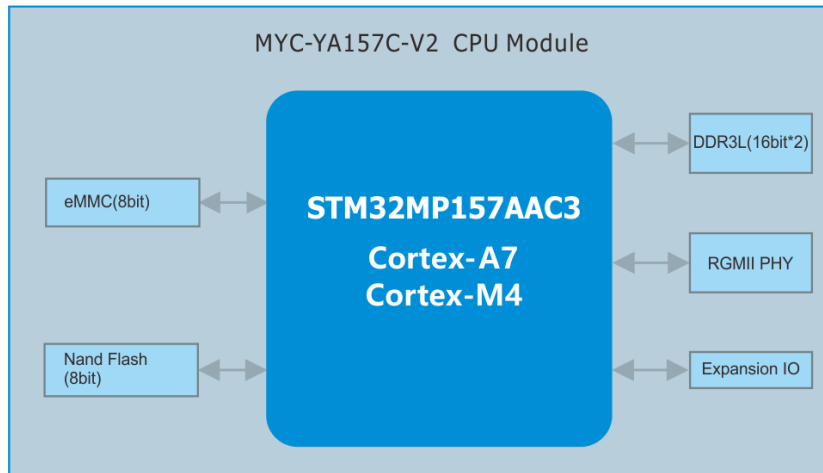 MYC-YA157C-V2 CPU Module
STM32MP157AAC3
Cortex-A7
Cortex-M4
eMMC(8bit)
Nand Flash
(8bit)
DDR3L(16bit*2)
RGMII PHY
Expansion IO